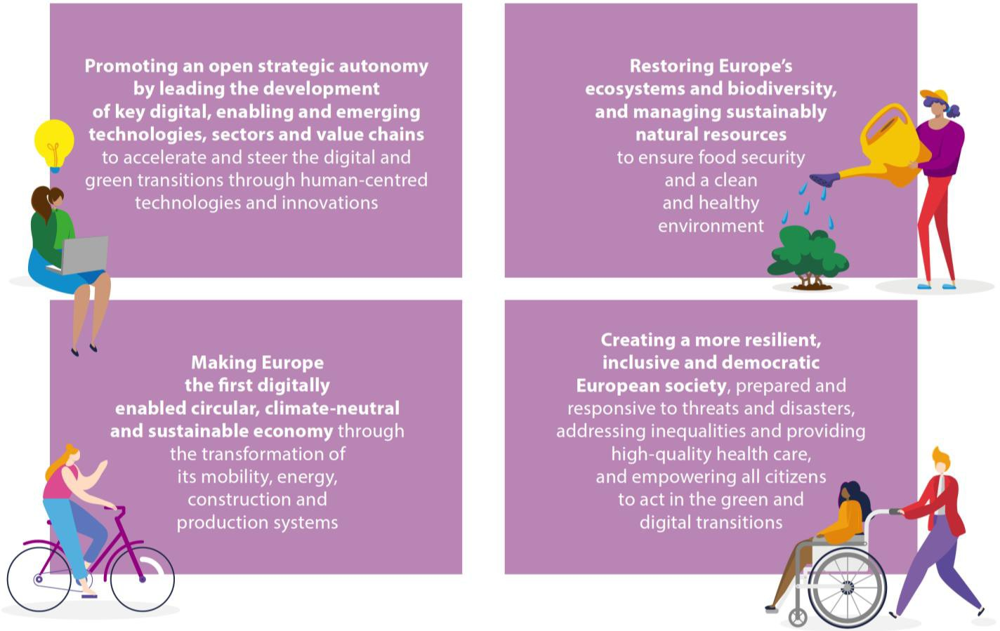 Promoting an open strategic autonomy
by leading the development
of key digital, enabling and emerging
technologies, sectors and value chains
to accelerate and steer the digital and
green transitions through human-centred
technologies and innovations
Restoring Europe’s
ecosystems and biodiversity,
and managing sustainably
natural resources
to ensure food security
and a clean
and healthy
environment
Making Europe
the first digitally
enabled circular, climate-neutral
and sustainable economy through
the transformation of
its mobility, energy,
construction and
production systems
Creating a more resilient,
inclusive and democratic
European society, prepared and
responsive to threats and disasters,
addressing inequalities and providing
high-quality health care,
and empowering all citizens
to act in the green and
digital transitions